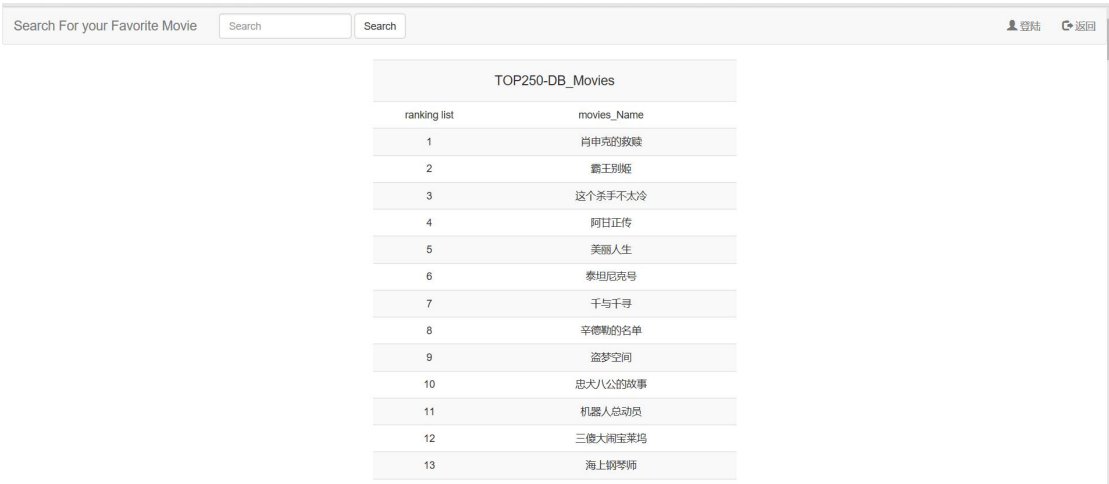 Search For your Favorite Movie Search Search 登陆 返回
TOP250-DB_Movies
ranking list movies_Name
1 肖申克的救赎
2 霸王别姬
3 这个杀手不太冷
4 阿甘正传
5 美丽人生
6 泰坦尼克号
7 千与千寻
8 辛德勒的名单
9 盗梦空间
10 忠犬八公的故事
11 机器人总动员
12 三傻大闹宝莱坞
13 海上钢琴师